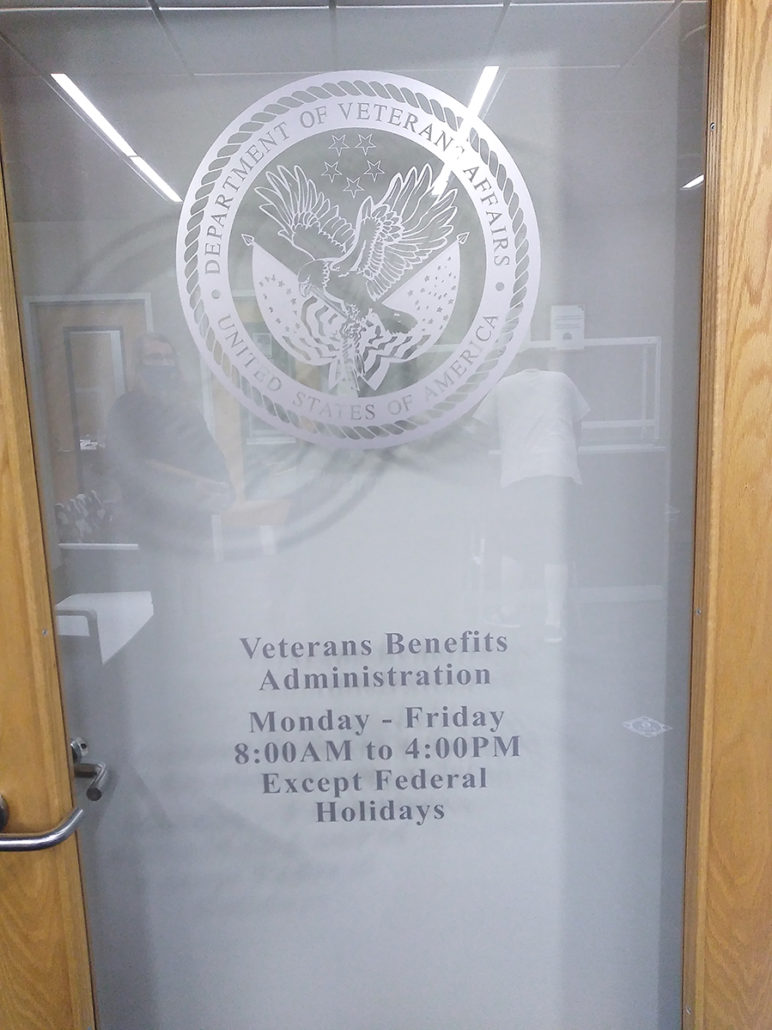 DEPARTMENT OF VETERANS AFFAIRS
UNITED STATES OF AMERICA
Veterans Benefits
Administration
Monday - Friday
8:00AM to 4:00PM
Except Federal
Holidays